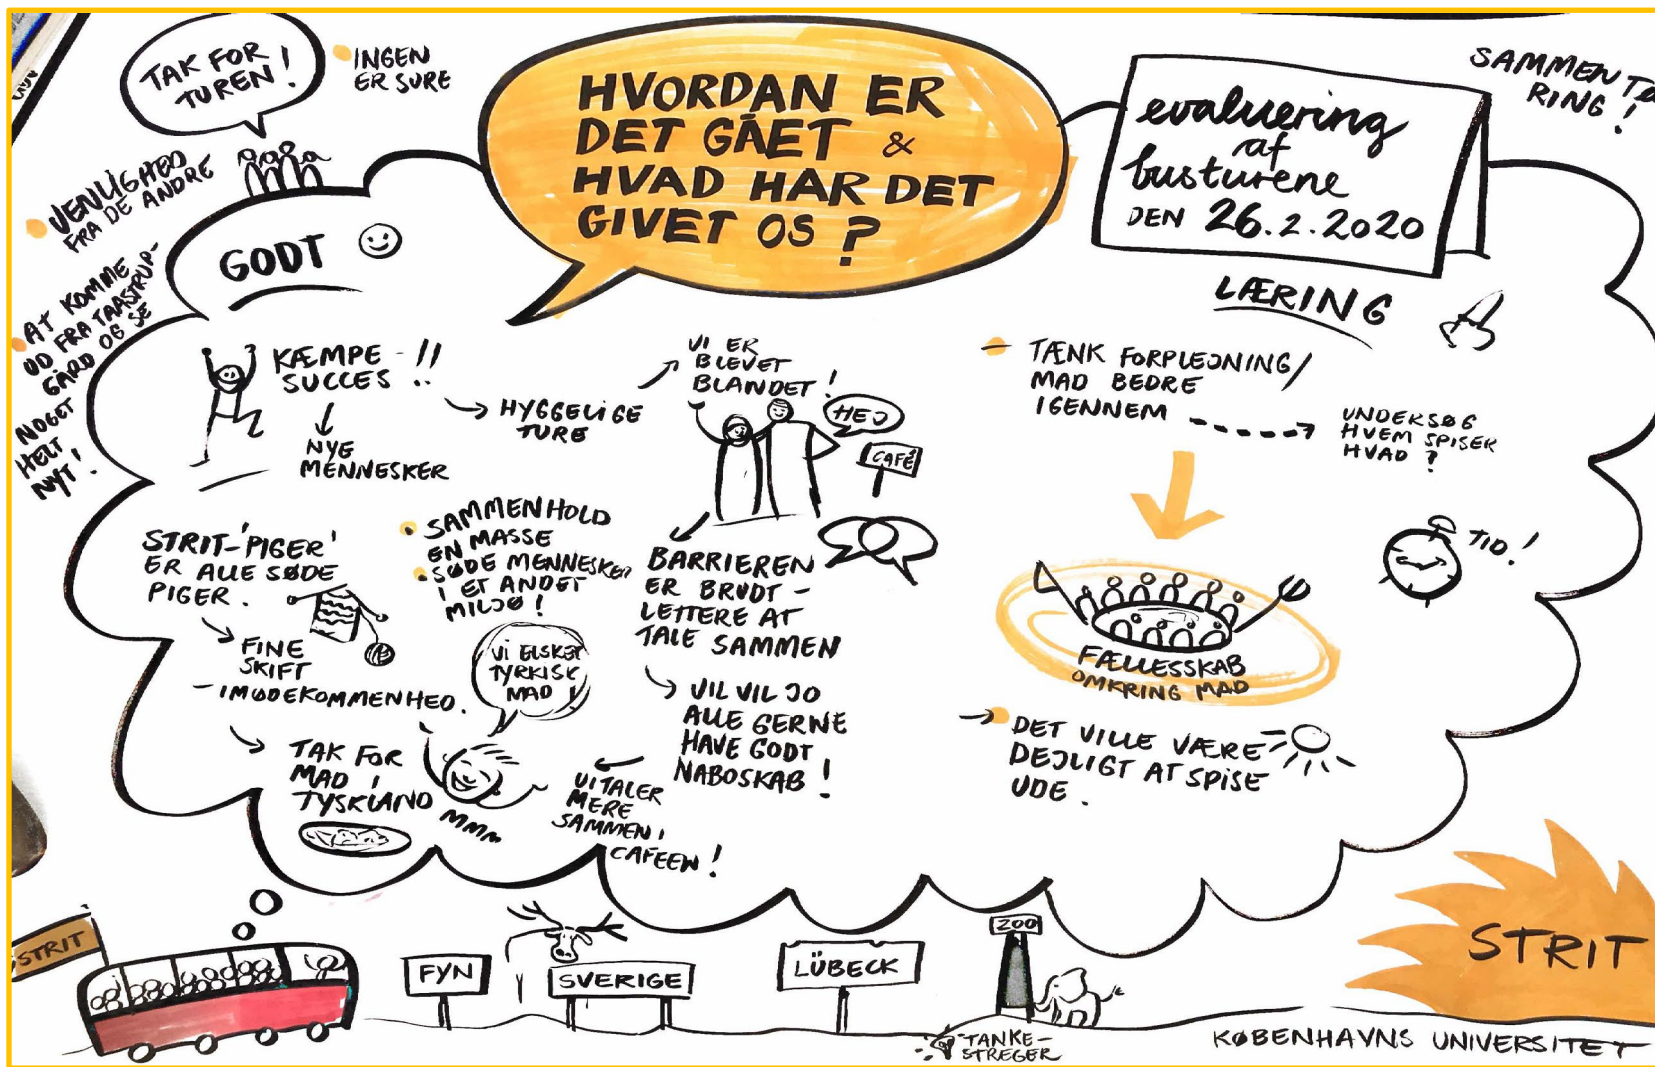 TAK FOR
TUREN!
INGEN
ER SURE
VENLIGHED
FRA DE ANDRE
AT KOMME
UD FRA TAASTRUP-
GÅRD OG SE
NOGET
HELT
NYT!
HVORDAN ER
DET GÅET &
HVAD HAR DET
GIVET OS?
evaluering
af
busturene
DEN 26.2.2020
SAMMEN
RING!
GODT
KÆMPE-!!
SUCCES
NYE
MENNESKER
HYGGELIGE
TURE
VI ER
BLEVET
BLANDET!
HEJ
CAFÉ
STRIT-'PIGER'
ER ALLE SØDE
PIGER.
FINE
SKIFT
- IMØDEKOMMENHED.
TAK FOR
MAD I
TYSKLAND
SAMMENHOLD
EN MASSE
SØDE MENNESKER
I ET ANDET
MILJØ!
VI ELSKER
TYRKISK
MAD!
MMM
BARRIEREN
ER BRUDT -
LETTERE AT
TALE SAMMEN
VIL VIL JO
ALLE GERNE
HAVE GODT
NABOSKAB!
VI TALER
MERE
SAMMEN I
CAFEEN!
LÆRING
TÆNK FORPLEJNING/
MAD BEDRE
IGENNEM
UNDERSØG
HVEM SPISER
HVAD?
TID!
FÆLLESSKAB
OMKRING MAD
DET VILLE VÆRE
DEJLIGT AT SPISE
UDE.
STRIT
FYN
SVERIGE
LÜBECK
ZOO
TANKE-
STREGER
STRIT
KØBENHAVNS UNIVERSITET